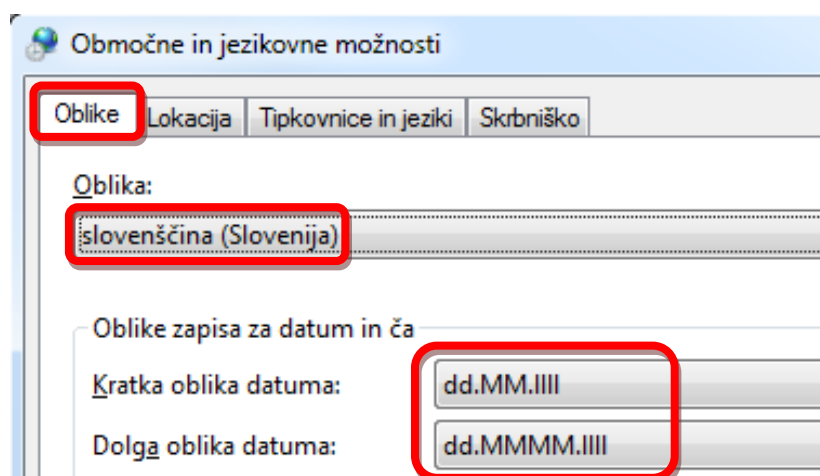 Območne in jezikovne možnosti
Oblike Lokacija Tipkovnice in jeziki Skrbniško
Oblika:
slovenščina (Slovenija)
Oblike zapisa za datum in ča
Kratka oblika datuma: dd.MM.llll
Dolga oblika datuma: dd.MMMM.llll